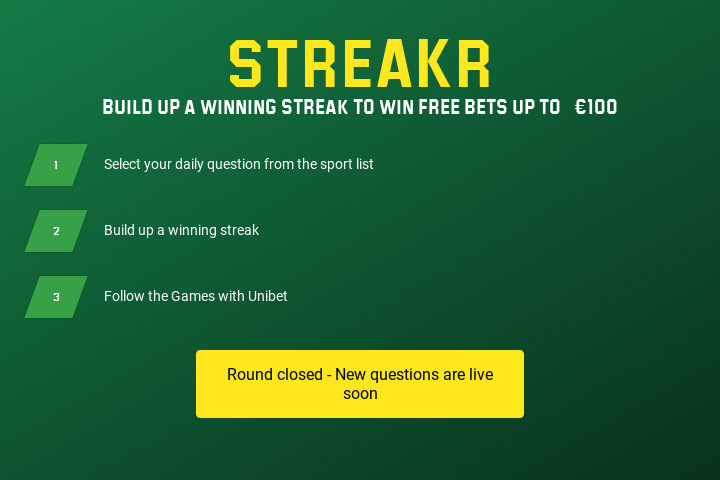 STREAKR
BUILD UP A WINNING STREAK TO WIN FREE BETS UP TO €100
1
Select your daily question from the sport list
2
Build up a winning streak
3
Follow the Games with Unibet
Round closed - New questions are live
soon